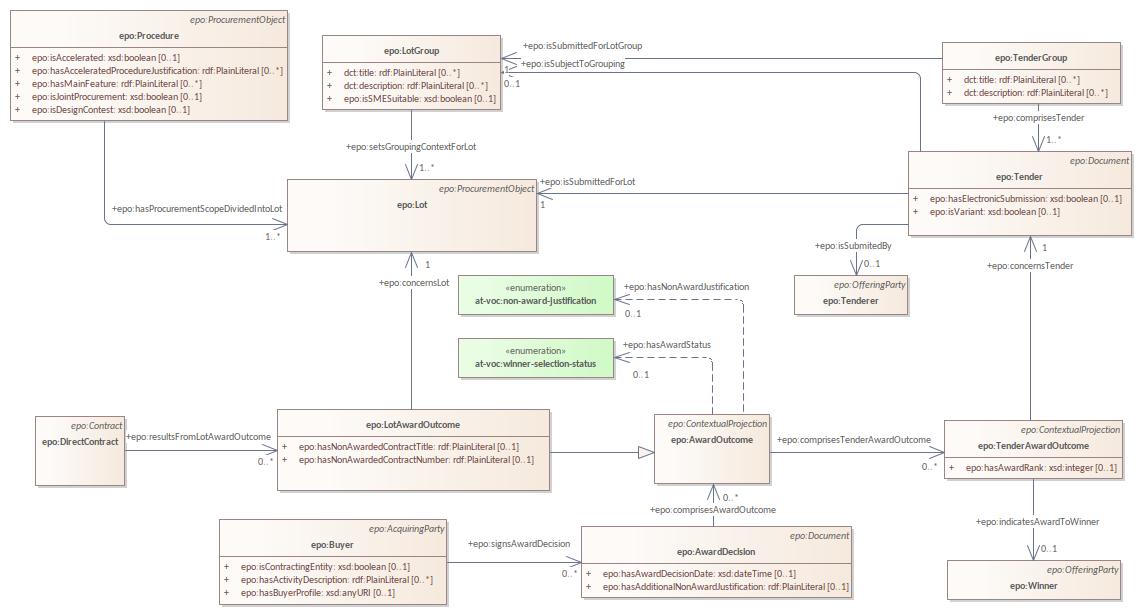 epo:ProcurementObject
epo:Procedure
+ epo:isAccelerated: xsd:boolean [0..1]
+ epo:hasAcceleratedProcedureJustification: rdf:PlainLiteral [0..*]
+ epo:hasMainFeature: rdf:PlainLiteral [0..*]
+ epo:isJointProcurement: xsd:boolean [0..1]
+ epo:isDesignContest: xsd:boolean [0..1]
epo:LotGroup
+ dct:title: rdf:PlainLiteral [0..*]
+ dct:description: rdf:PlainLiteral [0..*]
+ epo:isSMESuitable: xsd:boolean [0..1]
+epo:isSubmittedForLotGroup
+epo:isSubjectToGrouping
1
0..1
epo:TenderGroup
+ dct:title: rdf:PlainLiteral [0..*]
+ dct:description: rdf:PlainLiteral [0..*]
+epo:comprisesTender
1..*
+epo:setsGroupingContextForLot
1..*
epo:Document
epo:Tender
+ epo:hasElectronicSubmission: xsd:boolean [0..1]
+ epo:isVariant: xsd:boolean [0..1]
epo:ProcurementObject
epo:Lot
+epo:isSubmittedForLot
1
+epo:hasProcurementScopeDividedIntoLot
1..*
+epo:isSubmitedBy
0..1
1
+epo:concernsTender
1
+epo:concernsLot
epo:OfferingParty
epo:Tenderer
«enumeration»
at-voc:non-award-justification
+epo:hasNonAwardJustification
0..1
«enumeration»
at-voc:winner-selection-status
+epo:hasAwardStatus
0..1
epo:Contract
epo:DirectContract
+epo:resultsFromLotAwardOutcome
0..*
epo:LotAwardOutcome
+ epo:hasNonAwardedContractTitle: rdf:PlainLiteral [0..1]
+ epo:hasNonAwardedContractNumber: rdf:PlainLiteral [0..1]
epo:ContextualProjection
epo:AwardOutcome
+epo:comprisesTenderAwardOutcome
0..*
epo:ContextualProjection
epo:TenderAwardOutcome
+ epo:hasAwardRank: xsd:integer [0..1]
0..*
+epo:comprisesAwardOutcome
+epo:indicatesAwardToWinner
0..1
epo:AcquiringParty
epo:Buyer
+ epo:isContractingEntity: xsd:boolean [0..1]
+ epo:hasActivityDescription: rdf:PlainLiteral [0..*]
+ epo:hasBuyerProfile: xsd:anyURI [0..1]
+epo:signsAwardDecision
0..*
epo:Document
epo:AwardDecision
+ epo:hasAwardDecisionDate: xsd:dateTime [0..1]
+ epo:hasAdditionalNonAwardJustification: rdf:PlainLiteral [0..1]
epo:OfferingParty
epo:Winner